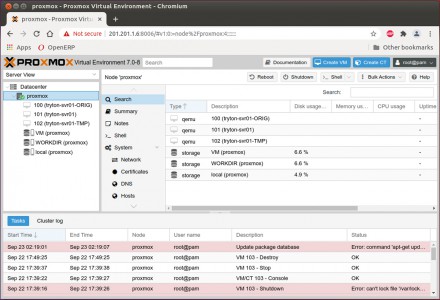 proxmox - Proxmox Virtual Environment - Chromium
proxmox - Proxmox Virtual
Not secure 201.201.1.6:8006/#v1:0:=node%2Fproxmox:4:::::
Apps OpenERP Other bookmarks
PROXMOX Virtual Environment 7.0-8 Documentation Create VM Create CT root@pam
Server View Node 'proxmox' Reboot Shutdown Shell Bulk Actions Help
Datacenter
proxmox
100 (tryton-svr01-ORIG)
101 (tryton-svr01)
102 (tryton-svr01-TMP)
VM (proxmox)
WORKDIR (proxmox)
local (proxmox)
Search
Summary
Notes
Shell
System
Network
Certificates
DNS
Hosts
Search:
Type Description Disk usage... Memory us... CPU usage Uptime
qemu 100 (tryton-svr01-ORIG)
qemu 101 (tryton-svr01)
qemu 102 (tryton-svr01-TMP)
storage VM (proxmox) 6.6 %
storage WORKDIR (proxmox) 6.6 %
storage local (proxmox) 4.9 %
Tasks Cluster log
Start Time End Time Node User name Description Status
Sep 23 02:19:01 Sep 23 02:19:07 proxmox root@pam Update package database Error: command 'apt-get upd...
Sep 22 17:49:25 Sep 22 17:49:25 proxmox root@pam VM 103 - Destroy OK
Sep 22 17:39:37 Sep 22 17:39:37 proxmox root@pam VM 103 - Stop OK
Sep 22 17:39:22 Sep 22 17:39:27 proxmox root@pam VM/CT 103 - Console OK
Sep 22 17:39:16 Sep 22 17:39:26 proxmox root@pam VM 103 - Shutdown Error: can't lock file '/var/lock...